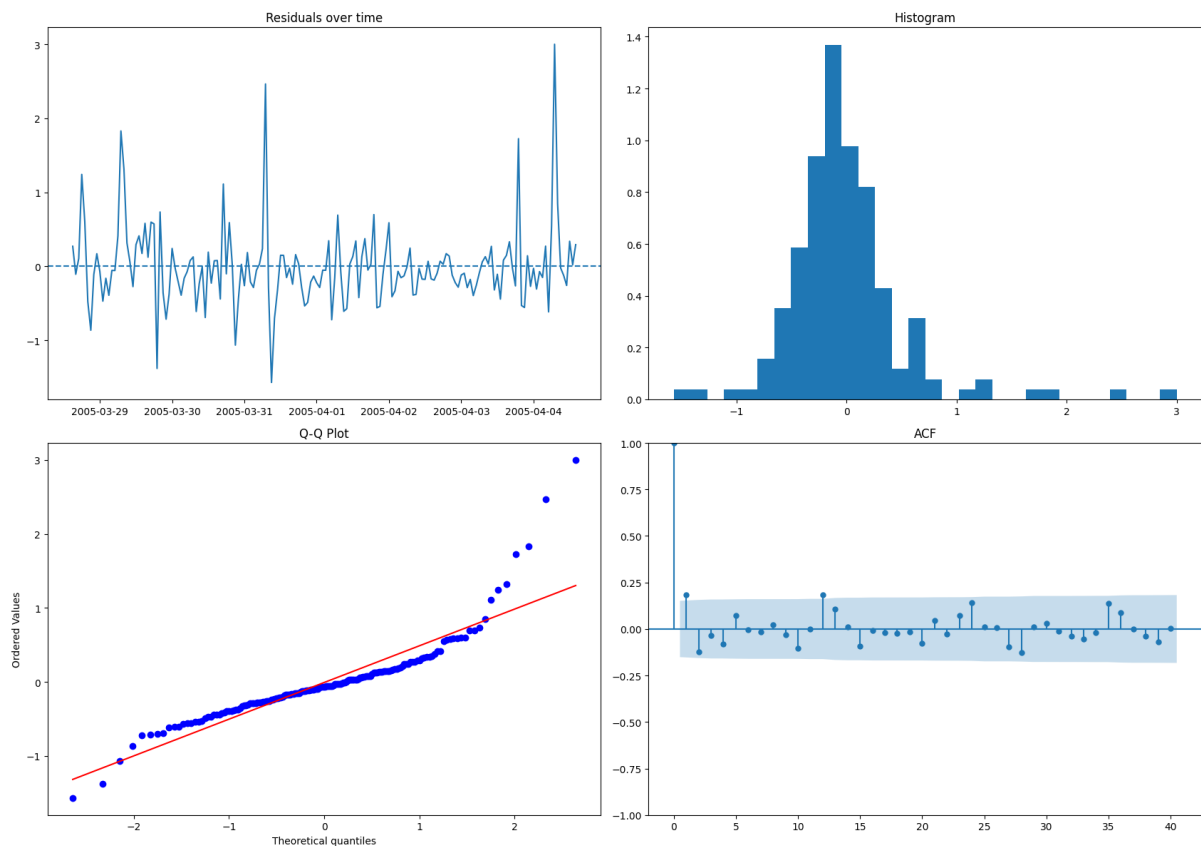 Residuals over time
3
2
1
0
−1
2005-03-29 2005-03-30 2005-03-31 2005-04-01 2005-04-02 2005-04-03 2005-04-04
Histogram
1.4
1.2
1.0
0.8
0.6
0.4
0.2
0.0
−1 0 1 2 3
Q-Q Plot
Ordered Values
3
2
1
0
−1
−2 −1 0 1 2
Theoretical quantiles
ACF
1.00
0.75
0.50
0.25
0.00
−0.25
−0.50
−0.75
−1.00
0 5 10 15 20 25 30 35 40